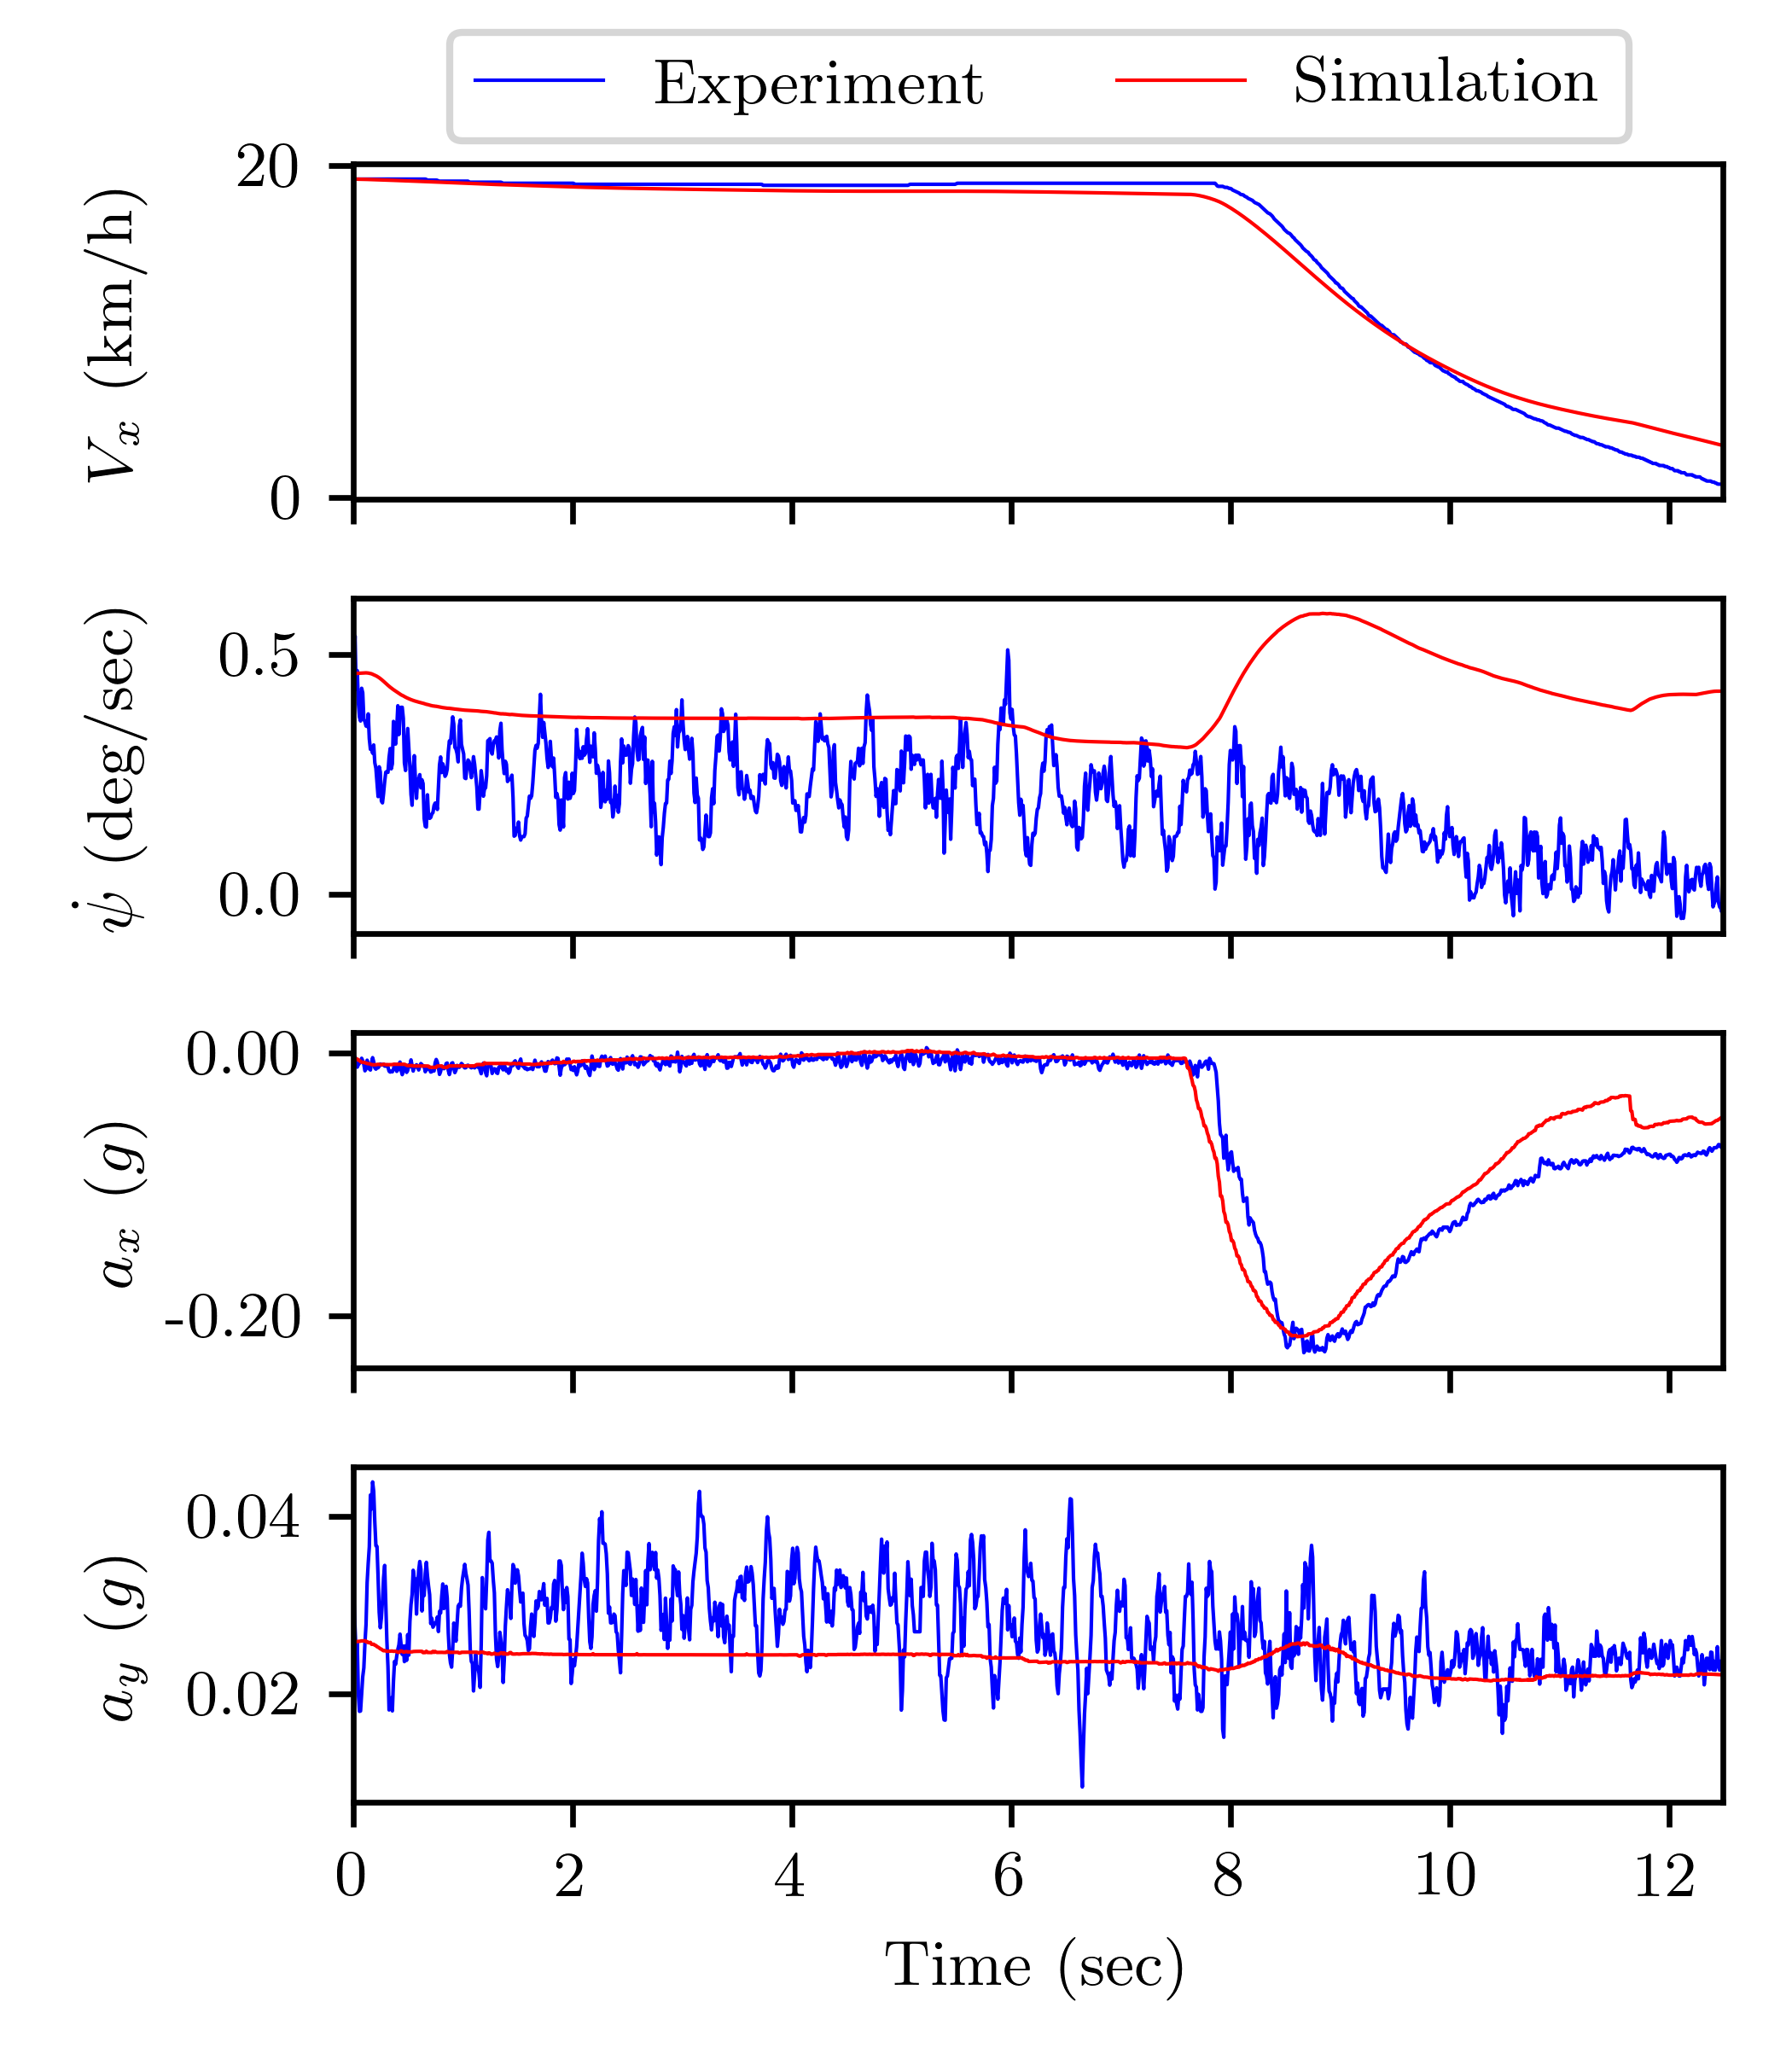 Experiment Simulation
20
0
V_x (km/h)
0.5
0.0
ψ̇ (deg/sec)
0.00
-0.20
a_x (g)
0.04
0.02
a_y (g)
0 2 4 6 8 10 12
Time (sec)